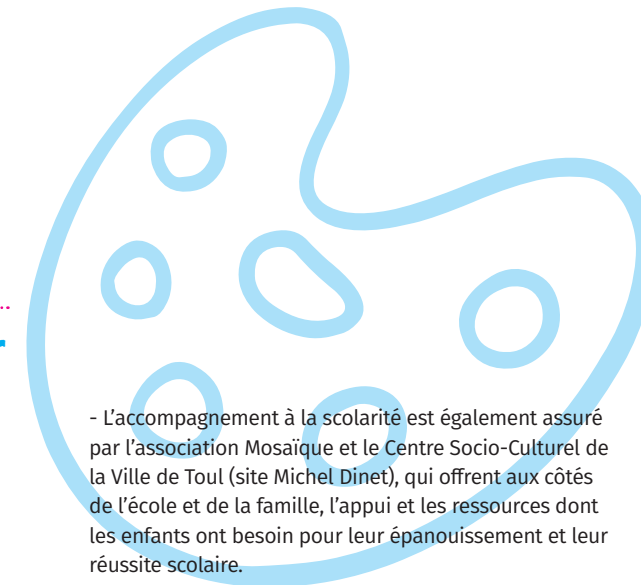 - L'accompagnement à la scolarité est également assuré
par l'association Mosaïque et le Centre Socio-Culturel de
la Ville de Toul (site Michel Dinet), qui offrent aux côtés
de l'école et de la famille, l'appui et les ressources dont
les enfants ont besoin pour leur épanouissement et leur
réussite scolaire.